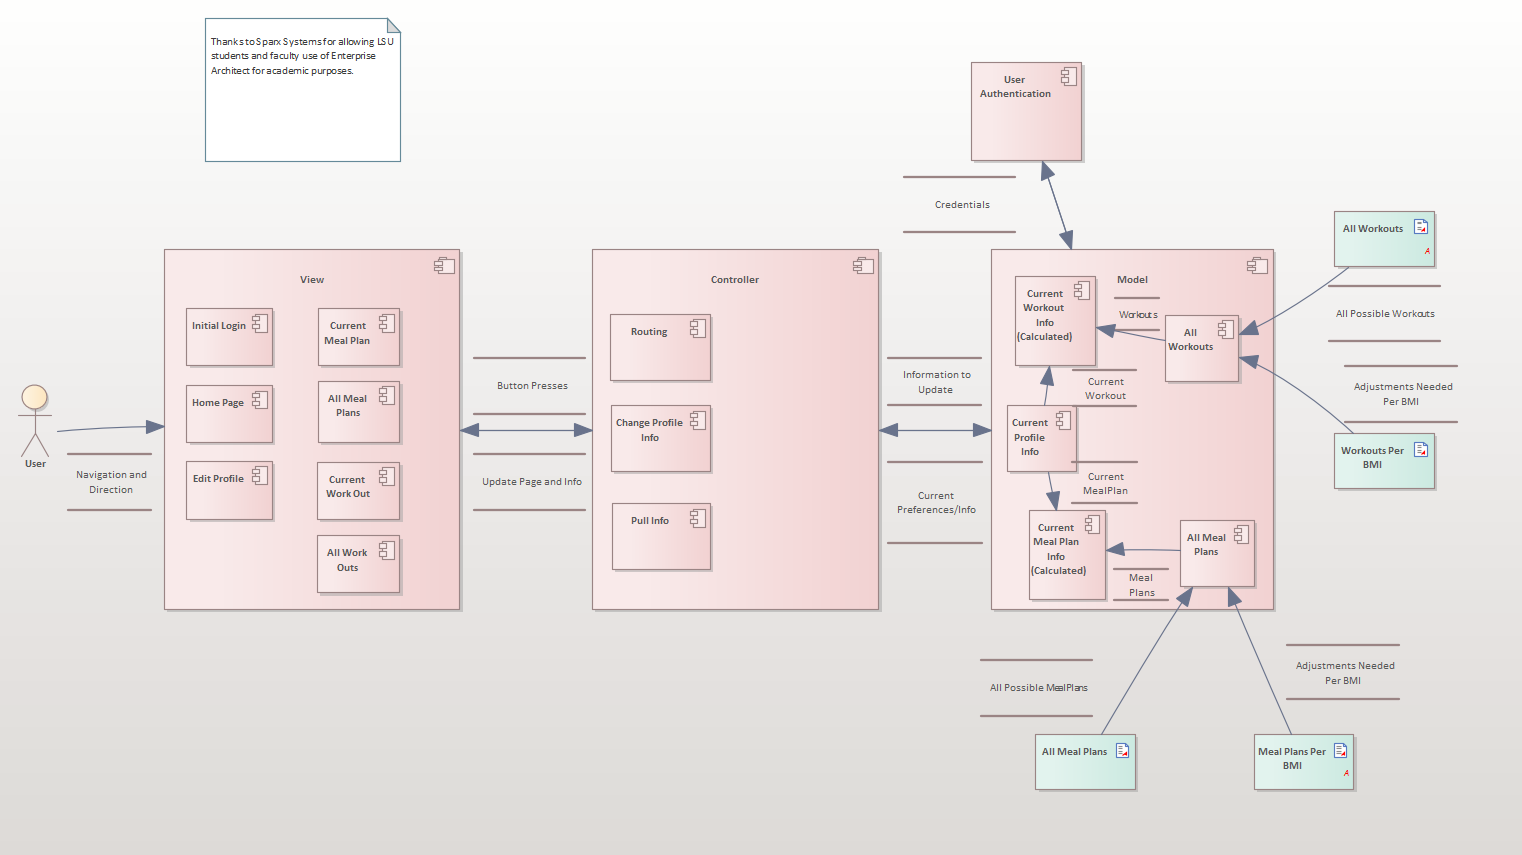 Thanks to Sparx Systems for allowing LSU
students and faculty use of Enterprise
Architect for academic purposes.
User
Authentication
Credentials
All Workouts
A
All Possible Workouts
Adjustments Needed
Per BMI
Workouts Per
BMI
User
Navigation and
Direction
View
Initial Login
Current
Meal Plan
Home Page
All Meal
Plans
Edit Profile
Current
Work Out
All Work
Outs
Button Presses
Update Page and Info
Controller
Routing
Change Profile
Info
Pull Info
Information to
Update
Current
Preferences/Info
Model
Current
Workout
Info
(Calculated)
Workouts
All
Workouts
Current
Workout
Current
Profile
Info
Current
MealPlan
Current
Meal Plan
Info
(Calculated)
All Meal
Plans
Meal
Plans
All Possible MealPlans
Adjustments Needed
Per BMI
All Meal Plans
Meal Plans Per
BMI
A